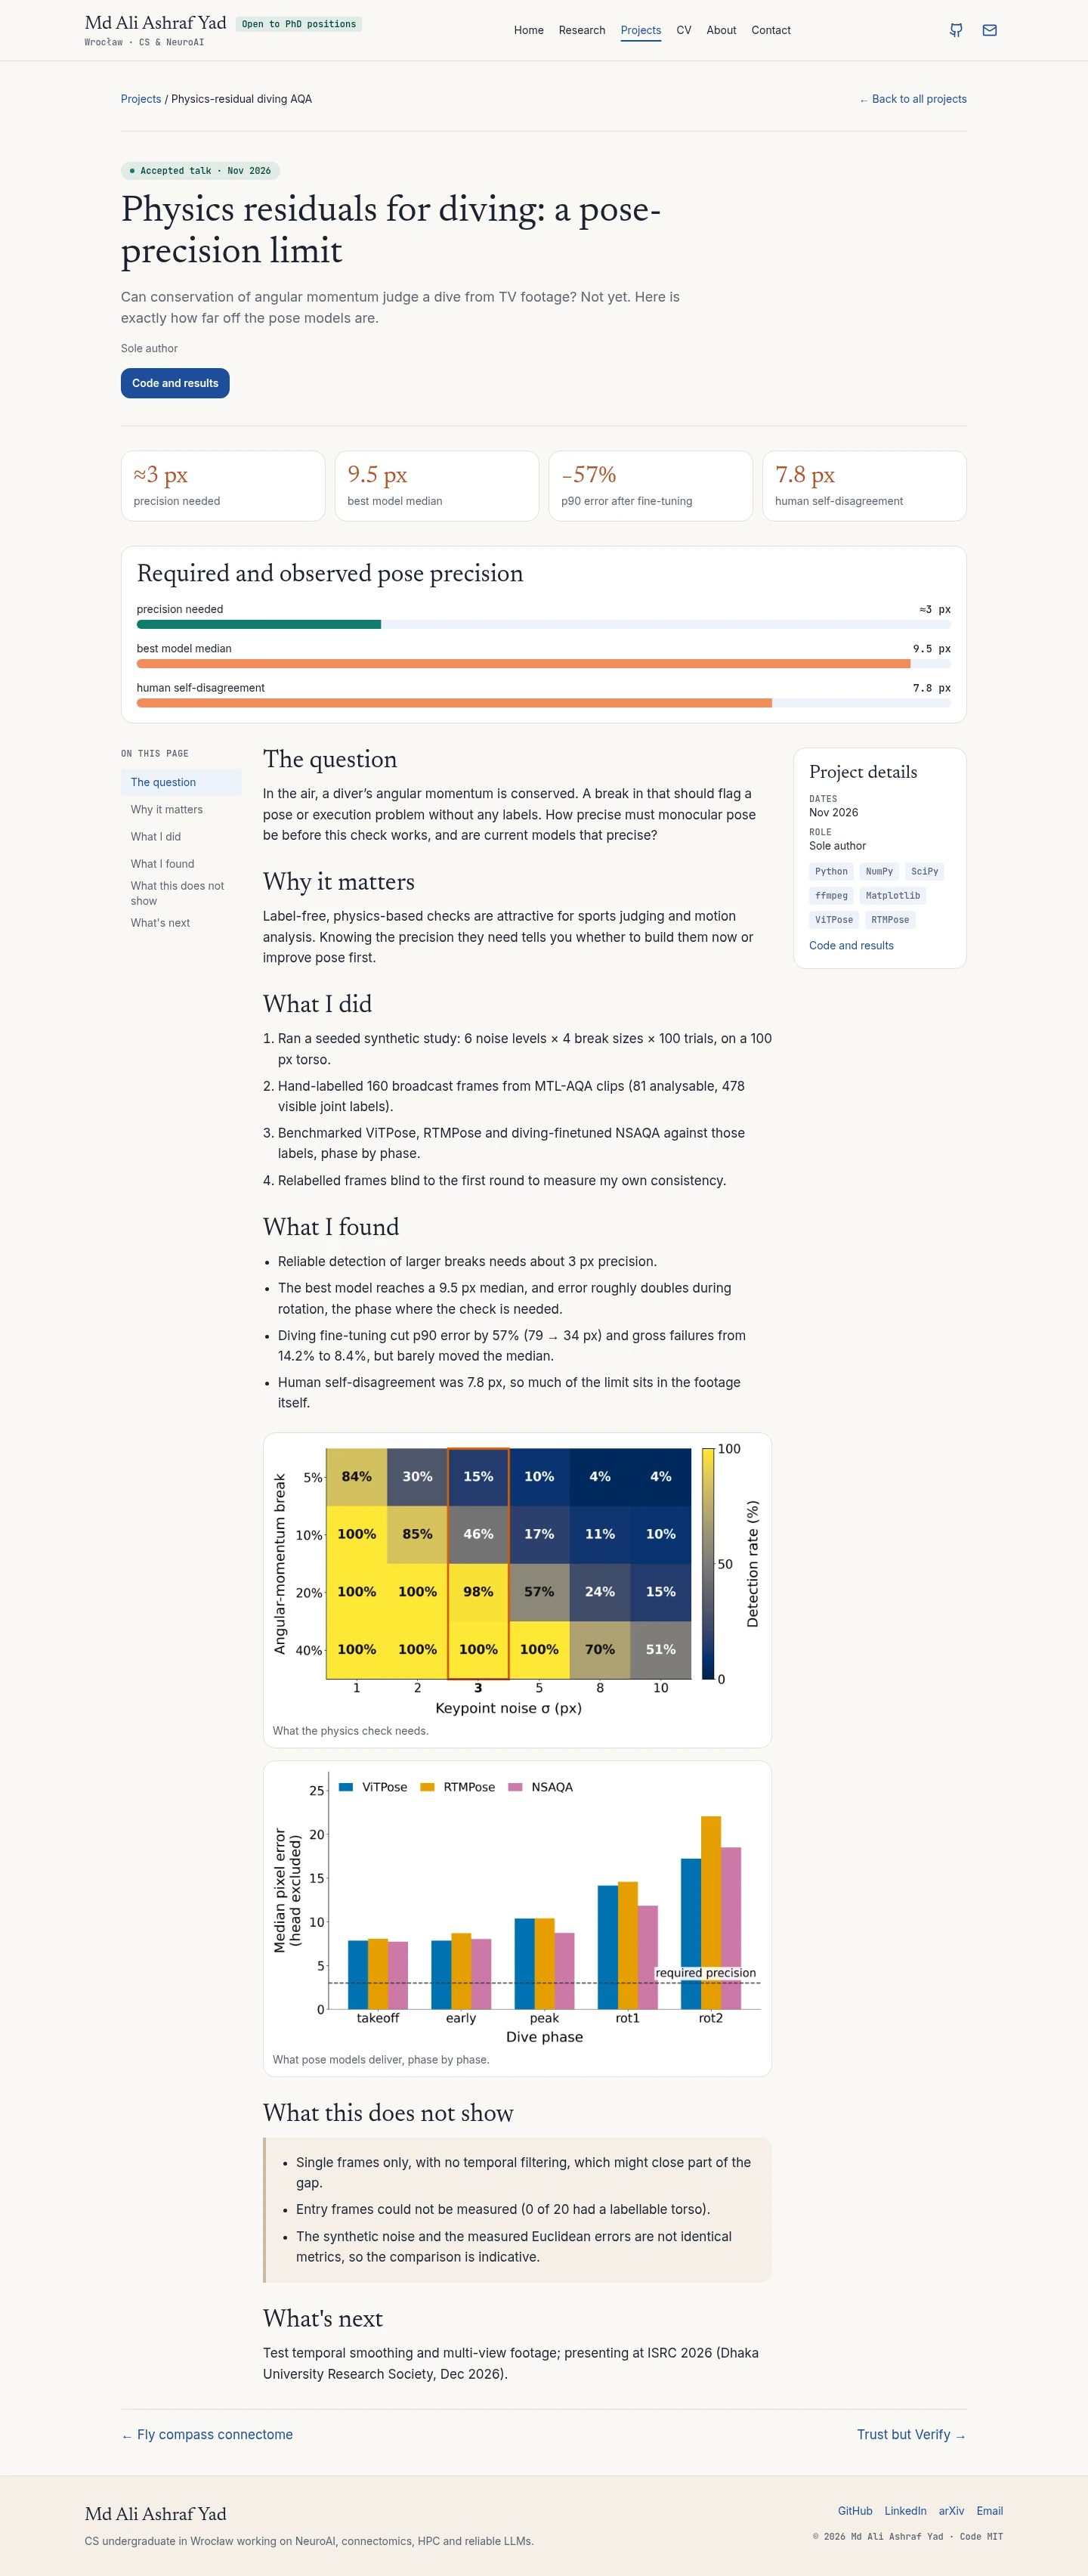 Md Ali Ashraf Yad
Open to PhD positions
Wrocław · CS & NeuroAI
Home
Research
Projects
CV
About
Contact
Projects / Physics-residual diving AQA
← Back to all projects
Accepted talk · Nov 2026
Physics residuals for diving: a pose-
precision limit
Can conservation of angular momentum judge a dive from TV footage? Not yet. Here is
exactly how far off the pose models are.
Sole author
Code and results
≈3 px
precision needed
9.5 px
best model median
−57%
p90 error after fine-tuning
7.8 px
human self-disagreement
Required and observed pose precision
precision needed
≈3 px
best model median
9.5 px
human self-disagreement
7.8 px
ON THIS PAGE
The question
Why it matters
What I did
What I found
What this does not
show
What's next
The question
In the air, a diver’s angular momentum is conserved. A break in that should flag a
pose or execution problem without any labels. How precise must monocular pose
be before this check works, and are current models that precise?
Why it matters
Label-free, physics-based checks are attractive for sports judging and motion
analysis. Knowing the precision they need tells you whether to build them now or
improve pose first.
What I did
1. Ran a seeded synthetic study: 6 noise levels × 4 break sizes × 100 trials, on a 100
px torso.
2. Hand-labelled 160 broadcast frames from MTL-AQA clips (81 analysable, 478
visible joint labels).
3. Benchmarked ViTPose, RTMPose and diving-finetuned NSAQA against those
labels, phase by phase.
4. Relabelled frames blind to the first round to measure my own consistency.
What I found
• Reliable detection of larger breaks needs about 3 px precision.
• The best model reaches a 9.5 px median, and error roughly doubles during
rotation, the phase where the check is needed.
• Diving fine-tuning cut p90 error by 57% (79 → 34 px) and gross failures from
14.2% to 8.4%, but barely moved the median.
• Human self-disagreement was 7.8 px, so much of the limit sits in the footage
itself.
Project details
DATES
Nov 2026
ROLE
Sole author
Python
NumPy
SciPy
ffmpeg
Matplotlib
ViTPose
RTMPose
Code and results
Angular-momentum break
5% 84% 30% 15% 10% 4% 4%
10% 100% 85% 46% 17% 11% 10%
20% 100% 100% 98% 57% 24% 15%
40% 100% 100% 100% 100% 70% 51%
1 2 3 5 8 10
Keypoint noise σ (px)
100
50
0
Detection rate (%)
What the physics check needs.
ViTPose
RTMPose
NSAQA
Median pixel error
(head excluded)
25
20
15
10
5
0
required precision
takeoff
early
peak
rot1
rot2
Dive phase
What pose models deliver, phase by phase.
What this does not show
• Single frames only, with no temporal filtering, which might close part of the
gap.
• Entry frames could not be measured (0 of 20 had a labellable torso).
• The synthetic noise and the measured Euclidean errors are not identical
metrics, so the comparison is indicative.
What's next
Test temporal smoothing and multi-view footage; presenting at ISRC 2026 (Dhaka
University Research Society, Dec 2026).
← Fly compass connectome
Trust but Verify →
Md Ali Ashraf Yad
CS undergraduate in Wrocław working on NeuroAI, connectomics, HPC and reliable LLMs.
GitHub
LinkedIn
arXiv
Email
© 2026 Md Ali Ashraf Yad · Code MIT